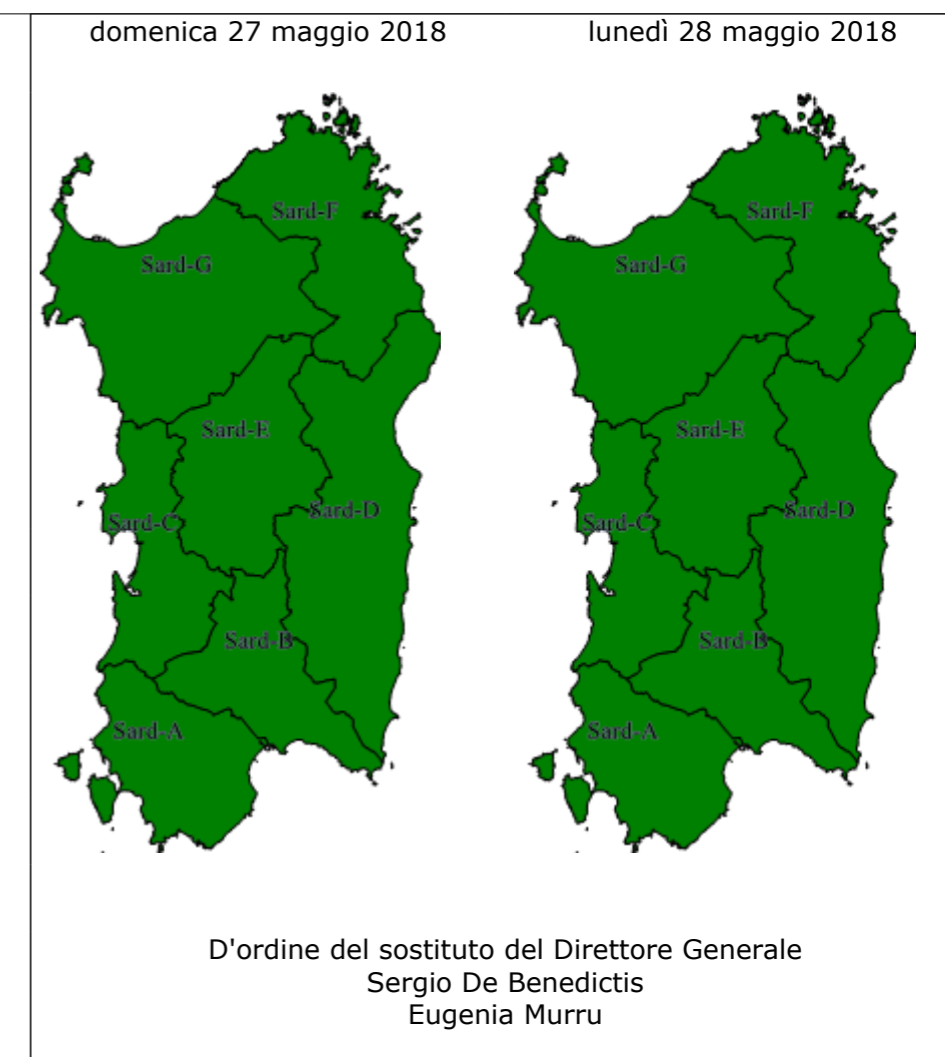 domenica 27 maggio 2018
lunedì 28 maggio 2018
Sard-F
Sard-G
Sard-E
Sard-D
Sard-C
Sard-B
Sard-A
Sard-F
Sard-G
Sard-E
Sard-D
Sard-C
Sard-B
Sard-A
D'ordine del sostituto del Direttore Generale
Sergio De Benedictis
Eugenia Murru